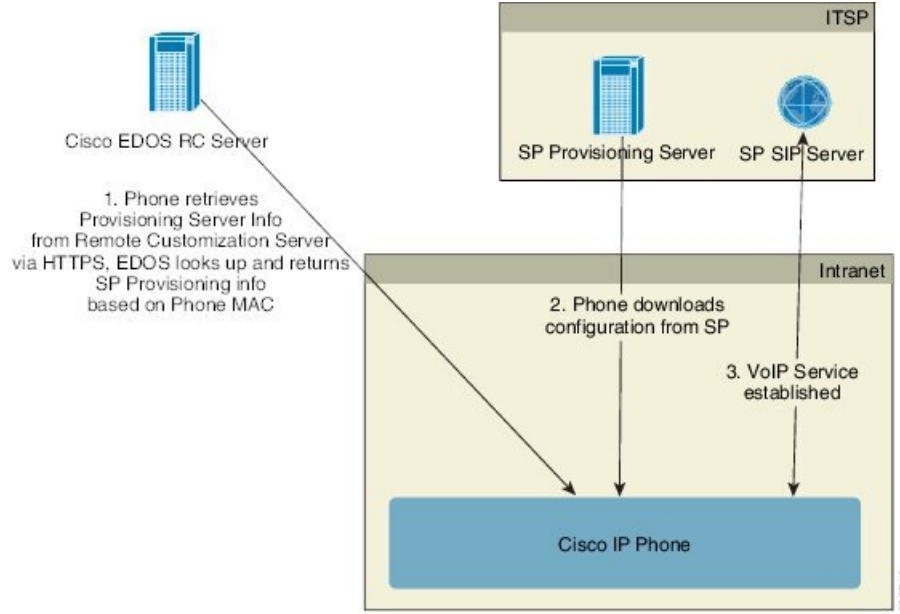 ITSP
Cisco EDOS RC Server
SP Provisioning Server
SP SIP Server
1. Phone retrieves
Provisioning Server Info
from Remote Customization Server
via HTTPS, EDOS looks up and returns
SP Provisioning info
based on Phone MAC
Intranet
2. Phone downloads
configuration from SP
3. VoIP Service
established
Cisco IP Phone